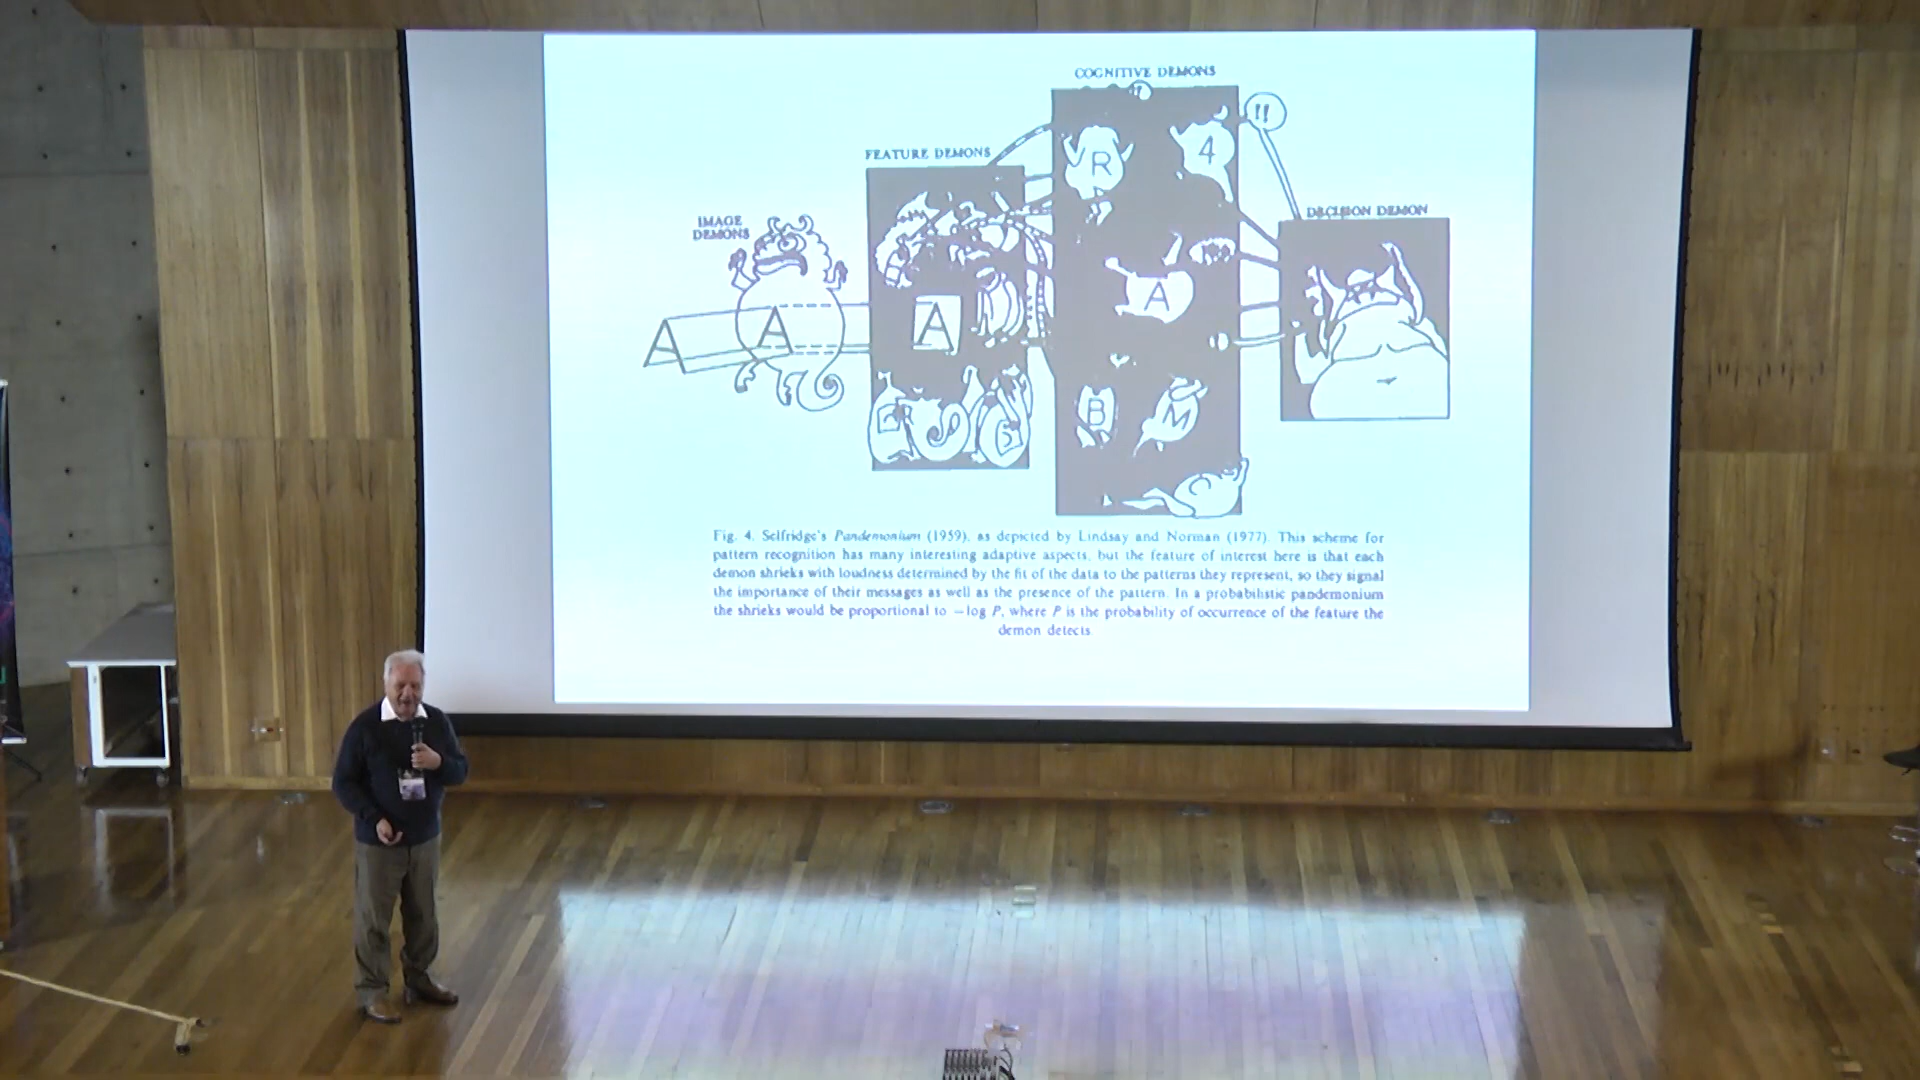 COGNITIVE DEMONS
!!
!!
FEATURE DEMONS
R
4
IMAGE
DEMONS
DECISION DEMON
A
A
A
A
B
M
Fig. 4. Selfridge's Pandemonium (1959), as depicted by Lindsay and Norman (1977). This scheme for
pattern recognition has many interesting adaptive aspects, but the feature of interest here is that each
demon shrieks with loudness determined by the fit of the data to the patterns they represent, so they signal
the importance of their messages as well as the presence of the pattern. In a probabilistic pandemonium
the shrieks would be proportional to −log P, where P is the probability of occurrence of the feature the
demon detects